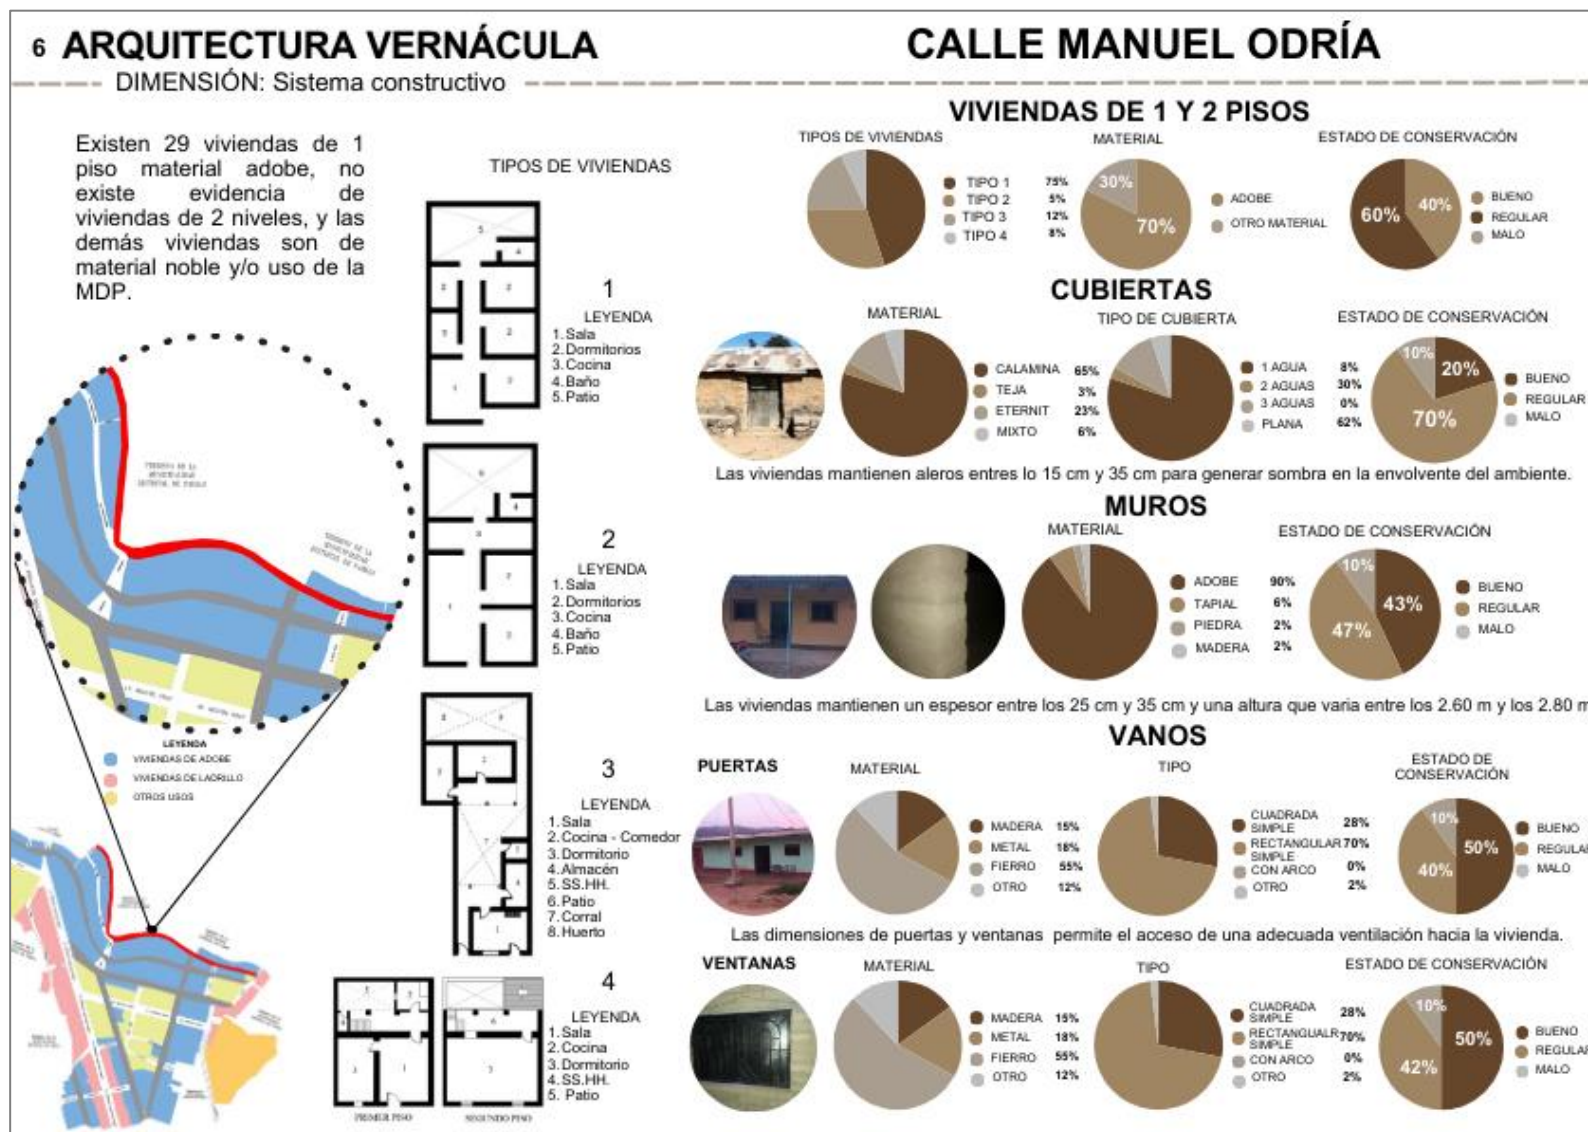 6 ARQUITECTURA VERNÁCULA
DIMENSIÓN: Sistema constructivo
CALLE MANUEL ODRÍA
Existen 29 viviendas de 1
piso material adobe, no
existe evidencia de
viviendas de 2 niveles, y las
demás viviendas son de
material noble y/o uso de la
MDP.
LEYENDA
VIVIENDAS DE ADOBE
VIVIENDAS DE LADRILLO
OTROS USOS
TIPOS DE VIVIENDAS
1
LEYENDA
1. Sala
2. Dormitorios
3. Cocina
4. Baño
5. Patio
2
LEYENDA
1. Sala
2. Dormitorios
3. Cocina
4. Baño
5. Patio
3
LEYENDA
1. Sala
2. Cocina - Comedor
3. Dormitorio
4. Almacén
5. SS.HH.
6. Patio
7. Corral
8. Huerto
4
LEYENDA
1. Sala
2. Cocina
3. Dormitorio
4. SS.HH.
5. Patio
PRIMER PISO
SEGUNDO PISO
VIVIENDAS DE 1 Y 2 PISOS
TIPOS DE VIVIENDAS
TIPO 1 75%
TIPO 2 5%
TIPO 3 12%
TIPO 4 8%
MATERIAL
30%
70%
ADOBE
OTRO MATERIAL
ESTADO DE CONSERVACIÓN
60%
40%
BUENO
REGULAR
MALO
CUBIERTAS
MATERIAL
CALAMINA 65%
TEJA 3%
ETERNIT 23%
MIXTO 6%
TIPO DE CUBIERTA
1 AGUA 8%
2 AGUAS 30%
3 AGUAS 0%
PLANA 62%
ESTADO DE CONSERVACIÓN
10%
20%
70%
BUENO
REGULAR
MALO
Las viviendas mantienen aleros entres lo 15 cm y 35 cm para generar sombra en la envolvente del ambiente.
MUROS
MATERIAL
ADOBE 90%
TAPIAL 6%
PIEDRA 2%
MADERA 2%
ESTADO DE CONSERVACIÓN
10%
43%
47%
BUENO
REGULAR
MALO
Las viviendas mantienen un espesor entre los 25 cm y 35 cm y una altura que varia entre los 2.60 m y los 2.80 m
VANOS
PUERTAS
MATERIAL
MADERA 15%
METAL 18%
FIERRO 55%
OTRO 12%
TIPO
CUADRADA
SIMPLE 28%
RECTANGULAR 70%
SIMPLE
CON ARCO 0%
OTRO 2%
ESTADO DE
CONSERVACIÓN
10%
50%
40%
BUENO
REGULAR
MALO
Las dimensiones de puertas y ventanas permite el acceso de una adecuada ventilación hacia la vivienda.
VENTANAS
MATERIAL
MADERA 15%
METAL 18%
FIERRO 55%
OTRO 12%
TIPO
CUADRADA
SIMPLE 28%
RECTANGUALR 70%
SIMPLE
CON ARCO 0%
OTRO 2%
ESTADO DE CONSERVACIÓN
10%
50%
42%
BUENO
REGULAR
MALO